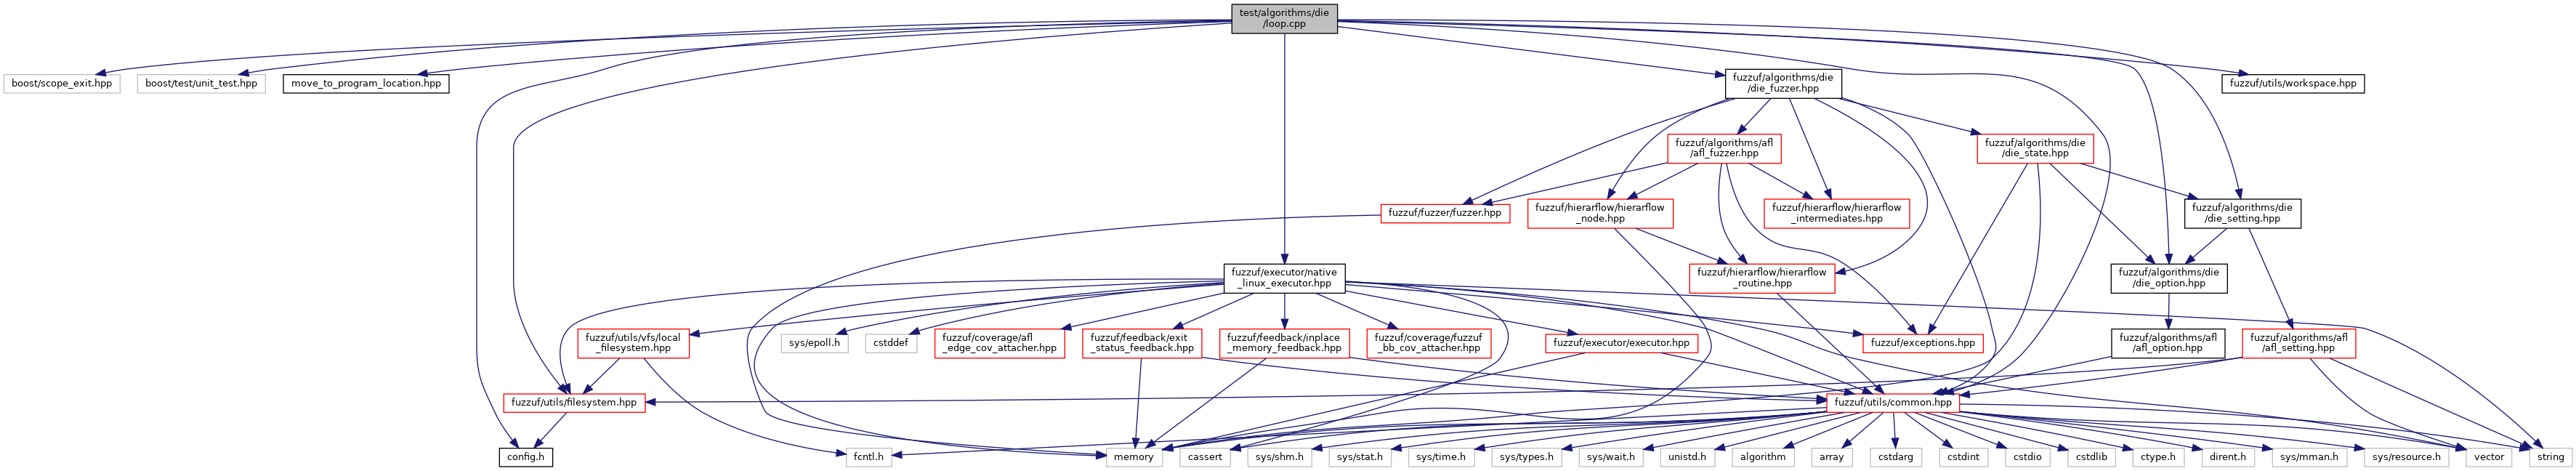 test/algorithms/die
/loop.cpp
boost/scope_exit.hpp
boost/test/unit_test.hpp
move_to_program_location.hpp
fuzzuf/algorithms/die
/die_fuzzer.hpp
fuzzuf/utils/workspace.hpp
fuzzuf/algorithms/afl
/afl_fuzzer.hpp
fuzzuf/algorithms/die
/die_state.hpp
fuzzuf/fuzzer/fuzzer.hpp
fuzzuf/hierarflow/hierarflow
_node.hpp
fuzzuf/hierarflow/hierarflow
_intermediates.hpp
fuzzuf/algorithms/die
/die_setting.hpp
fuzzuf/executor/native
_linux_executor.hpp
fuzzuf/hierarflow/hierarflow
_routine.hpp
fuzzuf/algorithms/die
/die_option.hpp
fuzzuf/utils/vfs/local
_filesystem.hpp
sys/epoll.h
cstddef
fuzzuf/coverage/afl
_edge_cov_attacher.hpp
fuzzuf/feedback/exit
_status_feedback.hpp
fuzzuf/feedback/inplace
_memory_feedback.hpp
fuzzuf/coverage/fuzzuf
_bb_cov_attacher.hpp
fuzzuf/executor/executor.hpp
fuzzuf/exceptions.hpp
fuzzuf/algorithms/afl
/afl_option.hpp
fuzzuf/algorithms/afl
/afl_setting.hpp
fuzzuf/utils/filesystem.hpp
fuzzuf/utils/common.hpp
config.h
fcntl.h
memory
cassert
sys/shm.h
sys/stat.h
sys/time.h
sys/types.h
sys/wait.h
unistd.h
algorithm
array
cstdarg
cstdint
cstdio
cstdlib
ctype.h
dirent.h
sys/mman.h
sys/resource.h
vector
string